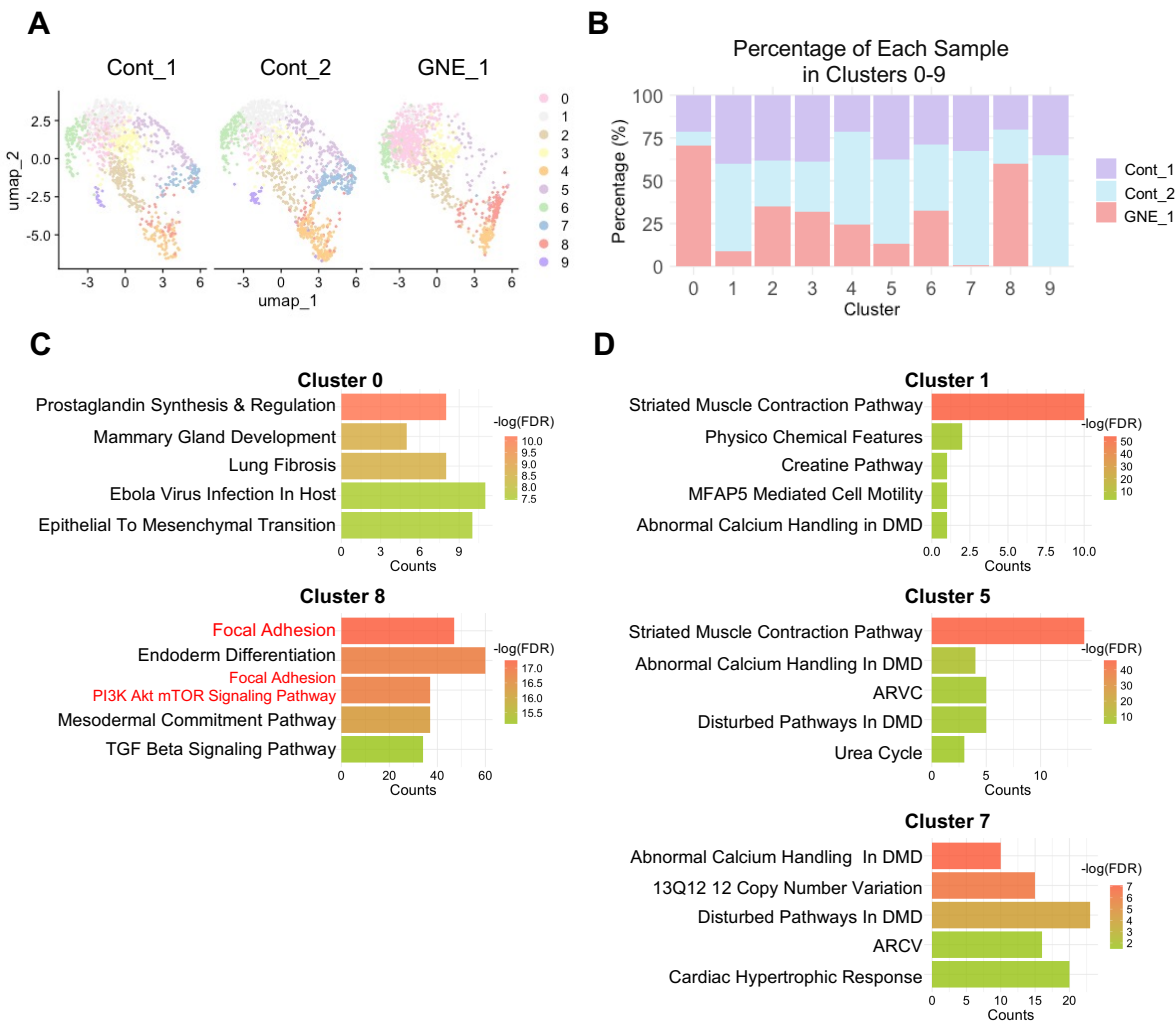 A
Cont_1
Cont_2
GNE_1
umap_2
2.5
0.0
-2.5
-5.0
-3 0 3 6
-3 0 3 6
-3 0 3 6
umap_1
0
1
2
3
4
5
6
7
8
9
B
Percentage of Each Sample
in Clusters 0-9
Percentage (%)
100
75
50
25
0
0 1 2 3 4 5 6 7 8 9
Cluster
Cont_1
Cont_2
GNE_1
C
Cluster 0
Prostaglandin Synthesis & Regulation
Mammary Gland Development
Lung Fibrosis
Ebola Virus Infection In Host
Epithelial To Mesenchymal Transition
0 3 6 9
Counts
-log(FDR)
10.0
9.5
9.0
8.5
8.0
7.5
Cluster 8
Focal Adhesion
Endoderm Differentiation
Focal Adhesion
PI3K Akt mTOR Signaling Pathway
Mesodermal Commitment Pathway
TGF Beta Signaling Pathway
0 20 40 60
Counts
-log(FDR)
17.0
16.5
16.0
15.5
D
Cluster 1
Striated Muscle Contraction Pathway
Physico Chemical Features
Creatine Pathway
MFAP5 Mediated Cell Motility
Abnormal Calcium Handling in DMD
0.0 2.5 5.0 7.5 10.0
Counts
-log(FDR)
50
40
30
20
10
Cluster 5
Striated Muscle Contraction Pathway
Abnormal Calcium Handling In DMD
ARVC
Disturbed Pathways In DMD
Urea Cycle
0 5 10
Counts
-log(FDR)
40
30
20
10
Cluster 7
Abnormal Calcium Handling In DMD
13Q12 12 Copy Number Variation
Disturbed Pathways In DMD
ARCV
Cardiac Hypertrophic Response
0 5 10 15 20
Counts
-log(FDR)
7
6
5
4
3
2